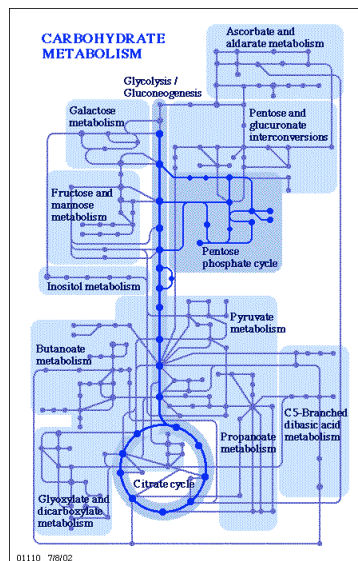 CARBOHYDRATE
METABOLISM
Ascorbate and
aldarate metabolism
Glycolysis /
Gluconeogenesis
Galactose
metabolism
Pentose and
glucuronate
interconversions
Fructose and
mannose
metabolism
Pentose
phosphate cycle
Inositol metabolism
Pyruvate
metabolism
Butanoate
metabolism
C5-Branched
dibasic acid
metabolism
Propanoate
metabolism
Citrate cycle
Glyoxylate and
dicarboxylate
metabolism
01110 7/8/02